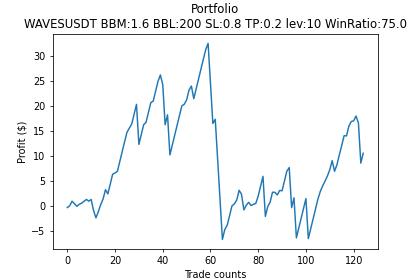 Portfolio
WAVESUSDT BBM:1.6 BBL:200 SL:0.8 TP:0.2 lev:10 WinRatio:75.0
Profit ($)
30
25
20
15
10
5
0
−5
0 20 40 60 80 100 120
Trade counts